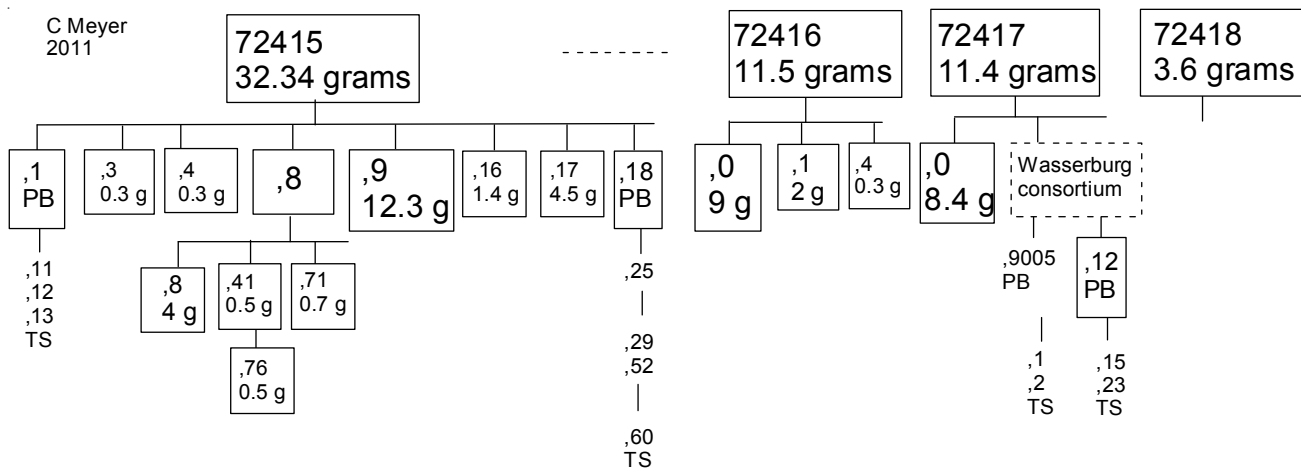 C Meyer
2011
72415
32.34 grams
72416
11.5 grams
72417
11.4 grams
72418
3.6 grams
,1
PB
,3
0.3 g
,4
0.3 g
,8
,9
12.3 g
,16
1.4 g
,17
4.5 g
,18
PB
,0
9 g
,1
2 g
,4
0.3 g
,0
8.4 g
Wasserburg
consortium
,11
,12
,13
TS
,8
4 g
,41
0.5 g
,71
0.7 g
,76
0.5 g
,25
,29
,52
,60
TS
,9005
PB
,12
PB
,1
,2
TS
,15
,23
TS